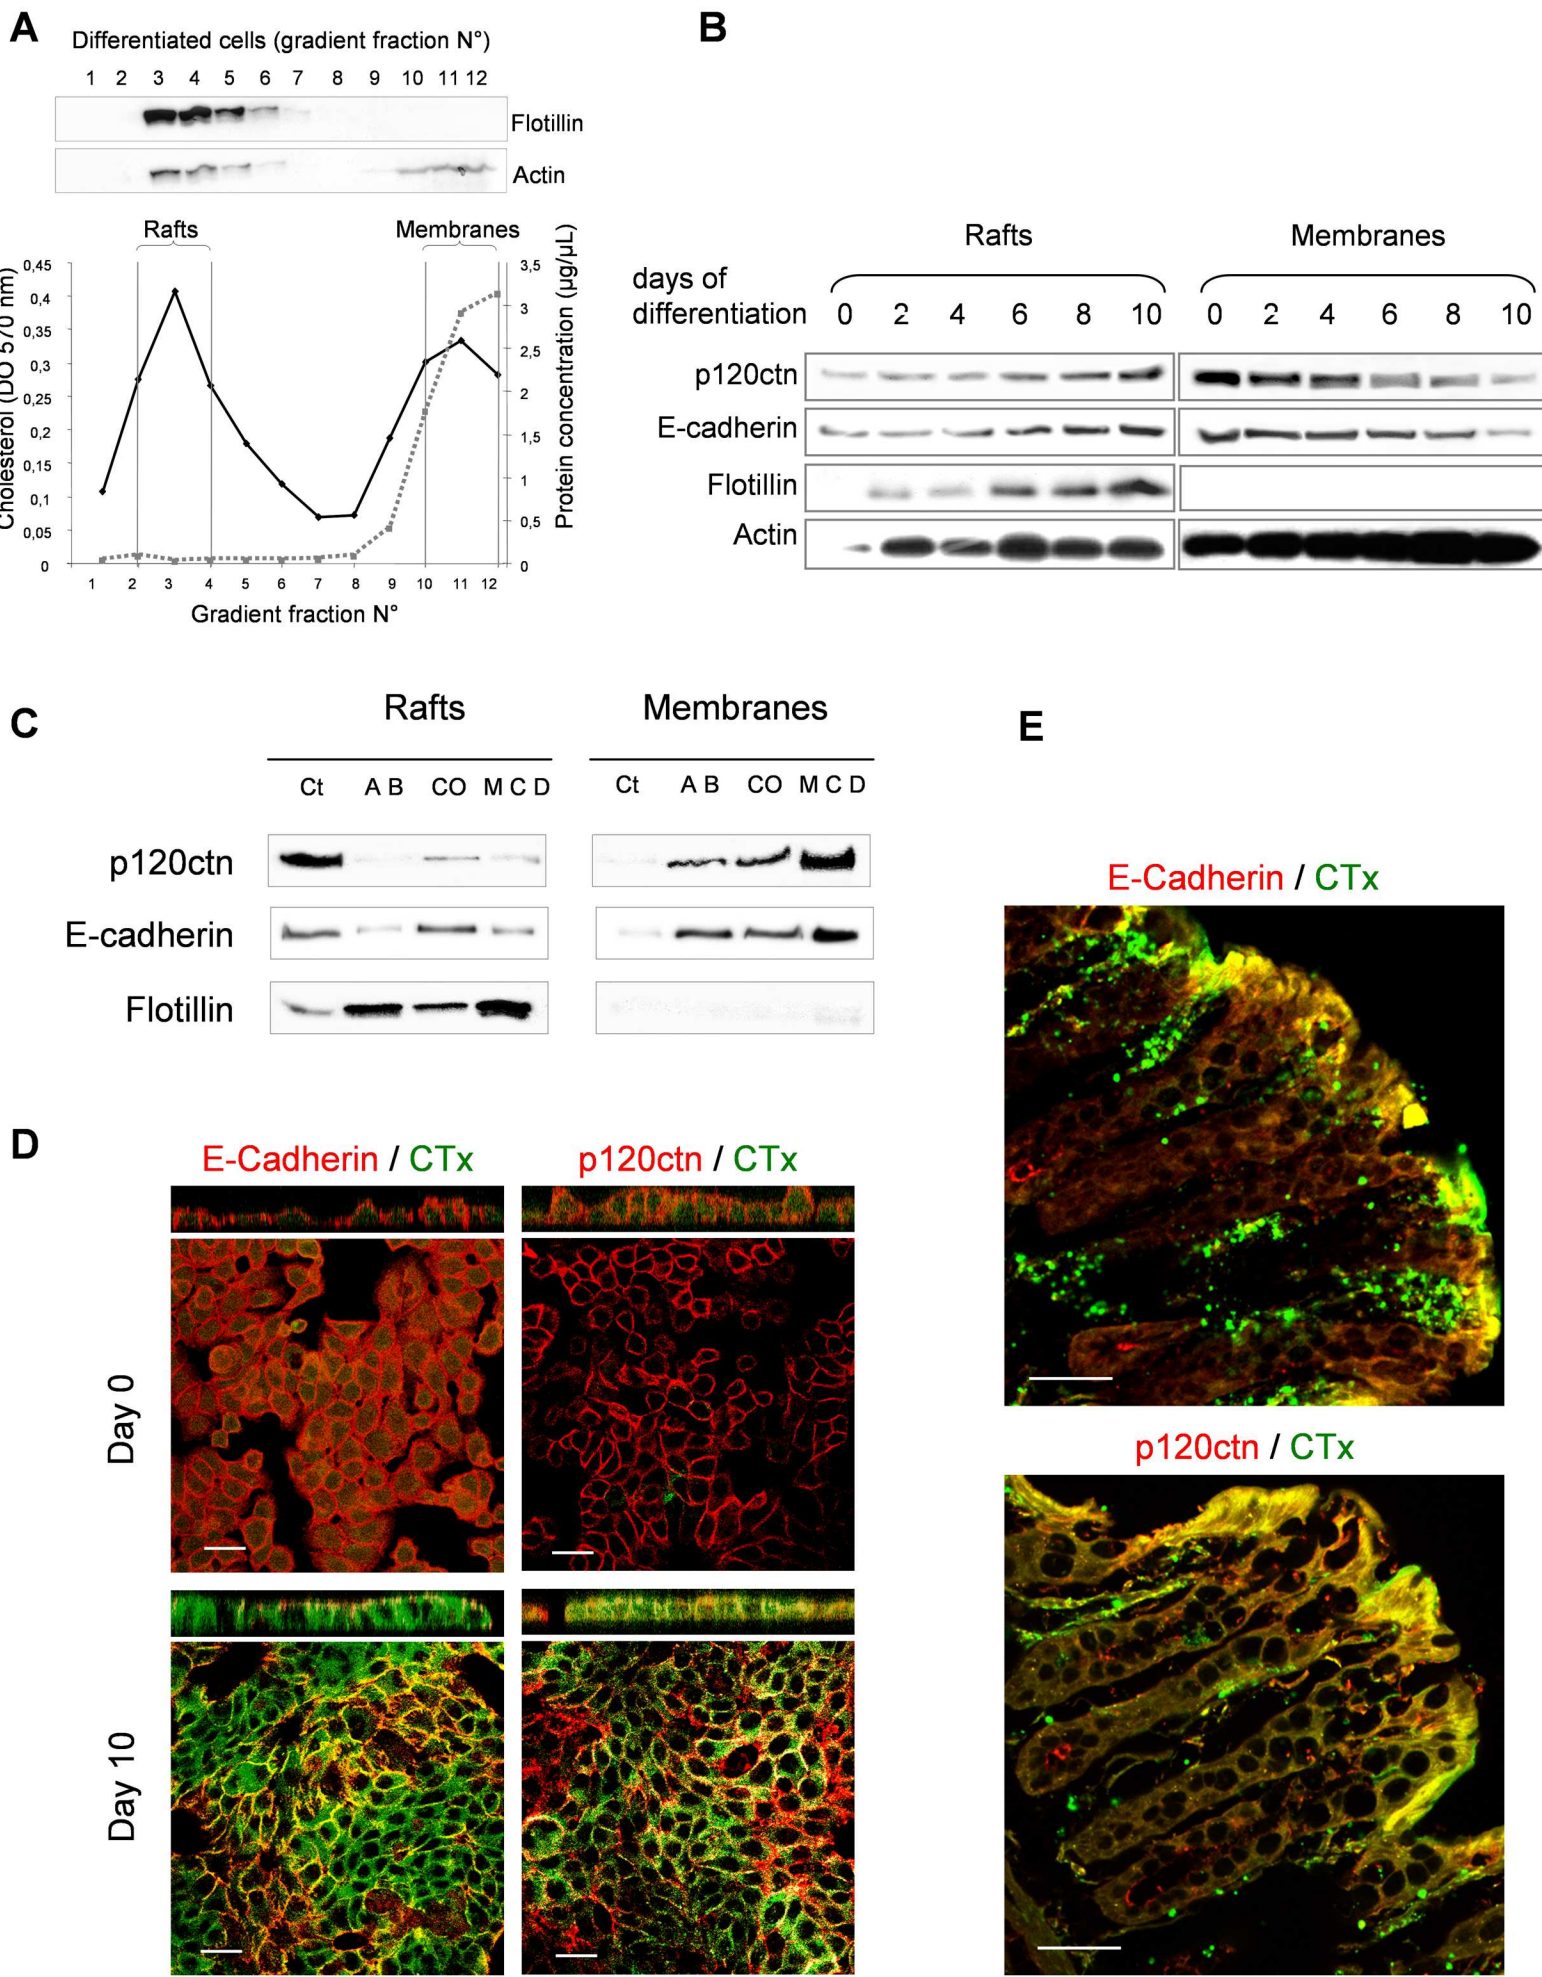 A
Differentiated cells (gradient fraction N°)
1 2 3 4 5 6 7 8 9 10 11 12
Flotillin
Actin
Rafts
Membranes
Cholesterol (DO 570 nm)
0,45
0,4
0,35
0,3
0,25
0,2
0,15
0,1
0,05
0
3,5
3
2,5
2
1,5
1
0,5
0
Protein concentration (µg/µL)
1 2 3 4 5 6 7 8 9 10 11 12
Gradient fraction N°
B
Rafts
Membranes
days of
differentiation
0 2 4 6 8 10
0 2 4 6 8 10
p120ctn
E-cadherin
Flotillin
Actin
C
Rafts
Membranes
Ct A B CO M C D
Ct A B CO M C D
p120ctn
E-cadherin
Flotillin
D
E-Cadherin / CTx
p120ctn / CTx
Day 0
Day 10
E
E-Cadherin / CTx
p120ctn / CTx